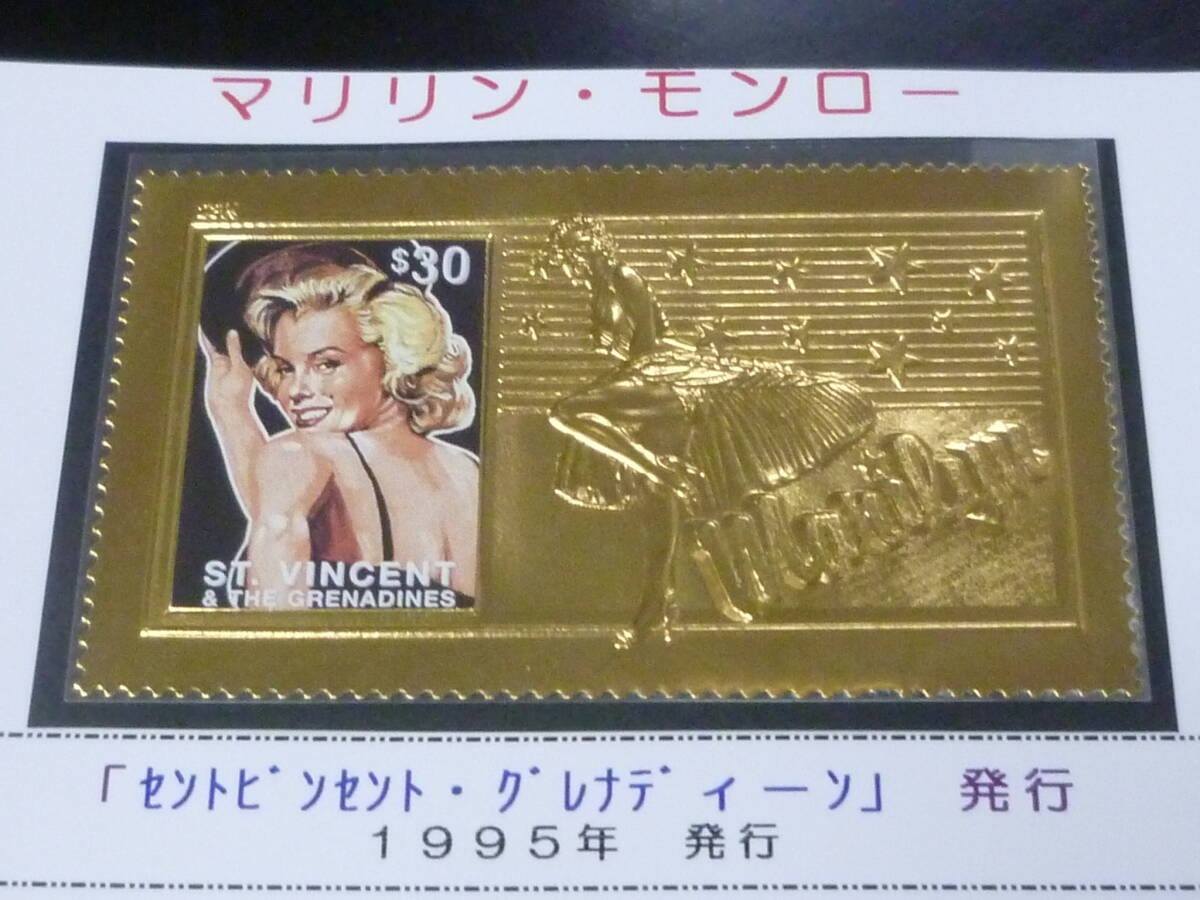 マリリン・モンロー
$30
Marilyn
ST. VINCENT
& THE GRENADINES
「ｾﾝﾄﾋﾞﾝｾﾝﾄ・ｸﾞﾚﾅﾃﾞィーﾝ」 発行
１９９５年 発行